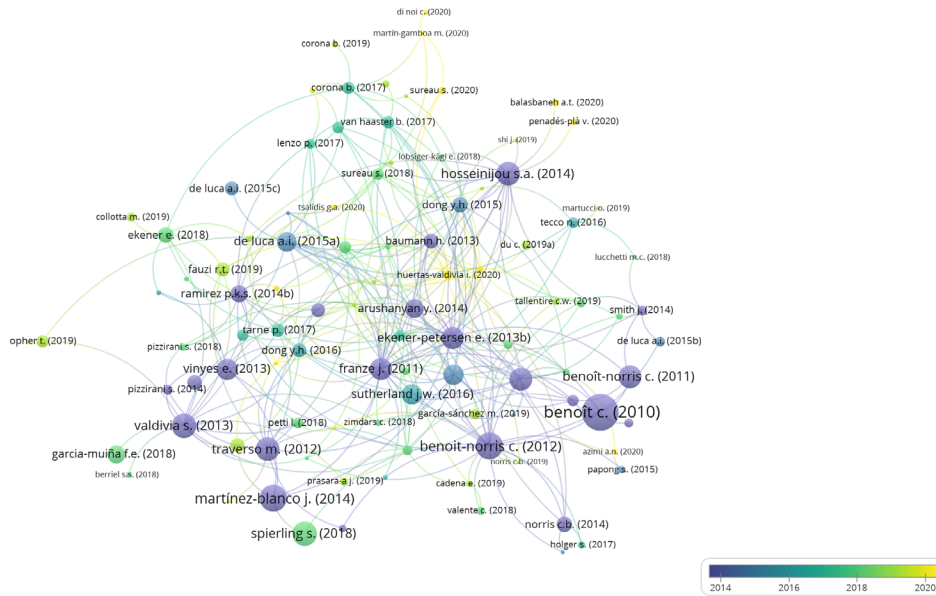 di noi c. (2020)
martín-gamboa m. (2020)
corona b. (2019)
corona b. (2017)
sureau s. (2020)
balasbaneh a.t. (2020)
penadés-plà v. (2020)
van haaster b. (2017)
shi j. (2019)
lenzo p. (2017)
lobsiger-kägi e. (2018)
sureau s. (2018)
hosseinijou s.a. (2014)
de luca a.i. (2015c)
dong y.h. (2015)
tsalidis g.a. (2020)
martucci o. (2019)
collotta m. (2019)
tecco n. (2016)
ekener e. (2018)
de luca a.i. (2015a)
baumann h. (2013)
du c. (2019a)
lucchetti m.c. (2018)
fauzi r.t. (2019)
huertas-valdivia i. (2020)
ramirez p.k.s. (2014b)
tallentire c.w. (2019)
arushanyan y. (2014)
smith j. (2014)
tarne p. (2017)
ekener-petersen e. (2013b)
opher t. (2019)
de luca a.i. (2015b)
pizzirani s. (2018)
dong y.h. (2016)
vinyes e. (2013)
franze j. (2011)
benoît-norris c. (2011)
pizzirani s. (2014)
sutherland j.w. (2016)
benoît c. (2010)
garcía-sánchez m. (2019)
valdivia s. (2013)
petti l. (2018)
zimdars c. (2018)
traverso m. (2012)
benoit-norris c. (2012)
azimi a.n. (2020)
garcia-muiña f.e. (2018)
norris c.b. (2019)
papong s. (2015)
berriel s.s. (2018)
prasara-a j. (2019)
cadena e. (2019)
martínez-blanco j. (2014)
valente c. (2018)
norris c.b. (2014)
spierling s. (2018)
holger s. (2017)
2014 2016 2018 2020